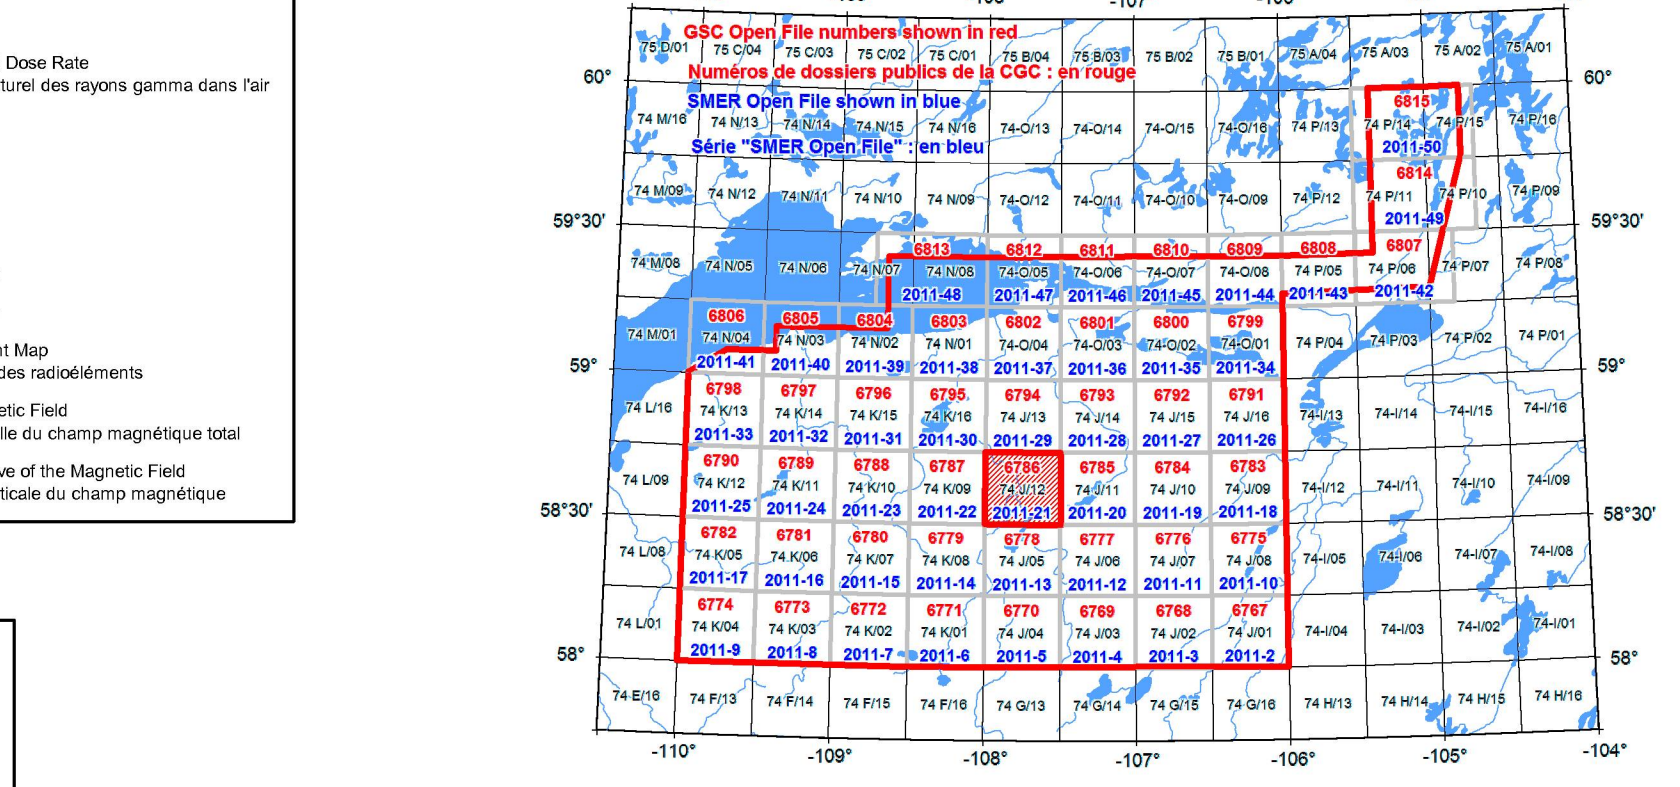 Dose Rate
turel des rayons gamma dans l'air
nt Map
des radioéléments
etic Field
lle du champ magnétique total
ve of the Magnetic Field
ticale du champ magnétique
-107
GSC Open File numbers shown in red
75 D/01 75 C/04 75 C/03 75 C/02 75 C/01 75 B/04 75 B/03 75 B/02 75 B/01 75 A/04 75 A/03 75 A/02 75 A/01
Numéros de dossiers publics de la CGC : en rouge
60° 60°
SMER Open File shown in blue
6815
74 M/16 74 N/13 74 N/14 74 N/15 74 N/16 74-O/13 74-O/14 74-O/15 74-O/16 74 P/13 74 P/14 74 P/15 74 P/16
Série "SMER Open File" : en bleu
2011-50
6814
74 M/09 74 N/12 74 N/11 74 N/10 74 N/09 74-O/12 74-O/11 74-O/10 74-O/09 74 P/12 74 P/11 74 P/10 74 P/09
59°30' 2011-49 59°30'
6813 6812 6811 6810 6809 6808 6807
74 M/08 74 N/05 74 N/06 74 N/07 74 N/08 74-O/05 74-O/06 74-O/07 74-O/08 74 P/05 74 P/06 74 P/07 74 P/08
2011-48 2011-47 2011-46 2011-45 2011-44 2011-43 2011-42
6806 6805 6804 6803 6802 6801 6800 6799
74 M/01 74 N/04 74 N/03 74 N/02 74 N/01 74-O/04 74-O/03 74-O/02 74-O/01 74 P/04 74 P/03 74 P/02 74 P/01
59° 2011-41 2011-40 2011-39 2011-38 2011-37 2011-36 2011-35 2011-34 59°
6798 6797 6796 6795 6794 6793 6792 6791
74 L/16 74 K/13 74 K/14 74 K/15 74 K/16 74 J/13 74 J/14 74 J/15 74 J/16 74-I/13 74-I/14 74-I/15 74-I/16
2011-33 2011-32 2011-31 2011-30 2011-29 2011-28 2011-27 2011-26
6790 6789 6788 6787 6786 6785 6784 6783
74 L/09 74 K/12 74 K/11 74 K/10 74 K/09 74 J/12 74 J/11 74 J/10 74 J/09 74-I/12 74-I/11 74-I/10 74-I/09
58°30' 2011-25 2011-24 2011-23 2011-22 2011-21 2011-20 2011-19 2011-18 58°30'
6782 6781 6780 6779 6778 6777 6776 6775
74 L/08 74 K/05 74 K/06 74 K/07 74 K/08 74 J/05 74 J/06 74 J/07 74 J/08 74-I/05 74-I/06 74-I/07 74-I/08
2011-17 2011-16 2011-15 2011-14 2011-13 2011-12 2011-11 2011-10
6774 6773 6772 6771 6770 6769 6768 6767
74 L/01 74 K/04 74 K/03 74 K/02 74 K/01 74 J/04 74 J/03 74 J/02 74 J/01 74-I/04 74-I/03 74-I/02 74-I/01
58° 2011-9 2011-8 2011-7 2011-6 2011-5 2011-4 2011-3 2011-2 58°
74 E/16 74 F/13 74 F/14 74 F/15 74 F/16 74 G/13 74 G/14 74 G/15 74 G/16 74 H/13 74 H/14 74 H/15 74 H/16
-110° -109° -108° -107° -106° -105° -104°